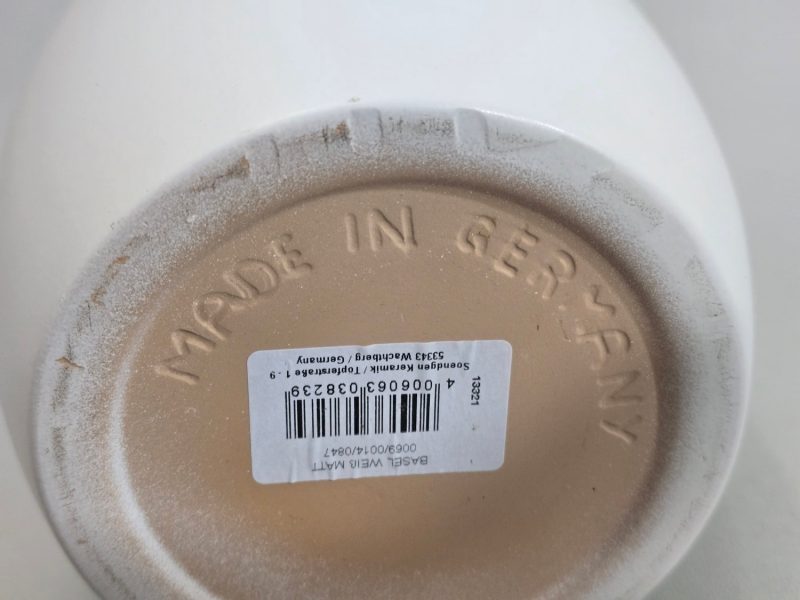 MADE IN GERMANY
BASEL WEIß MATT
0069/0014/0847
4 006063 038239
13321
Soendgen Keramik / Töpferstraße 1 - 9
53343 Wachtberg / Germany